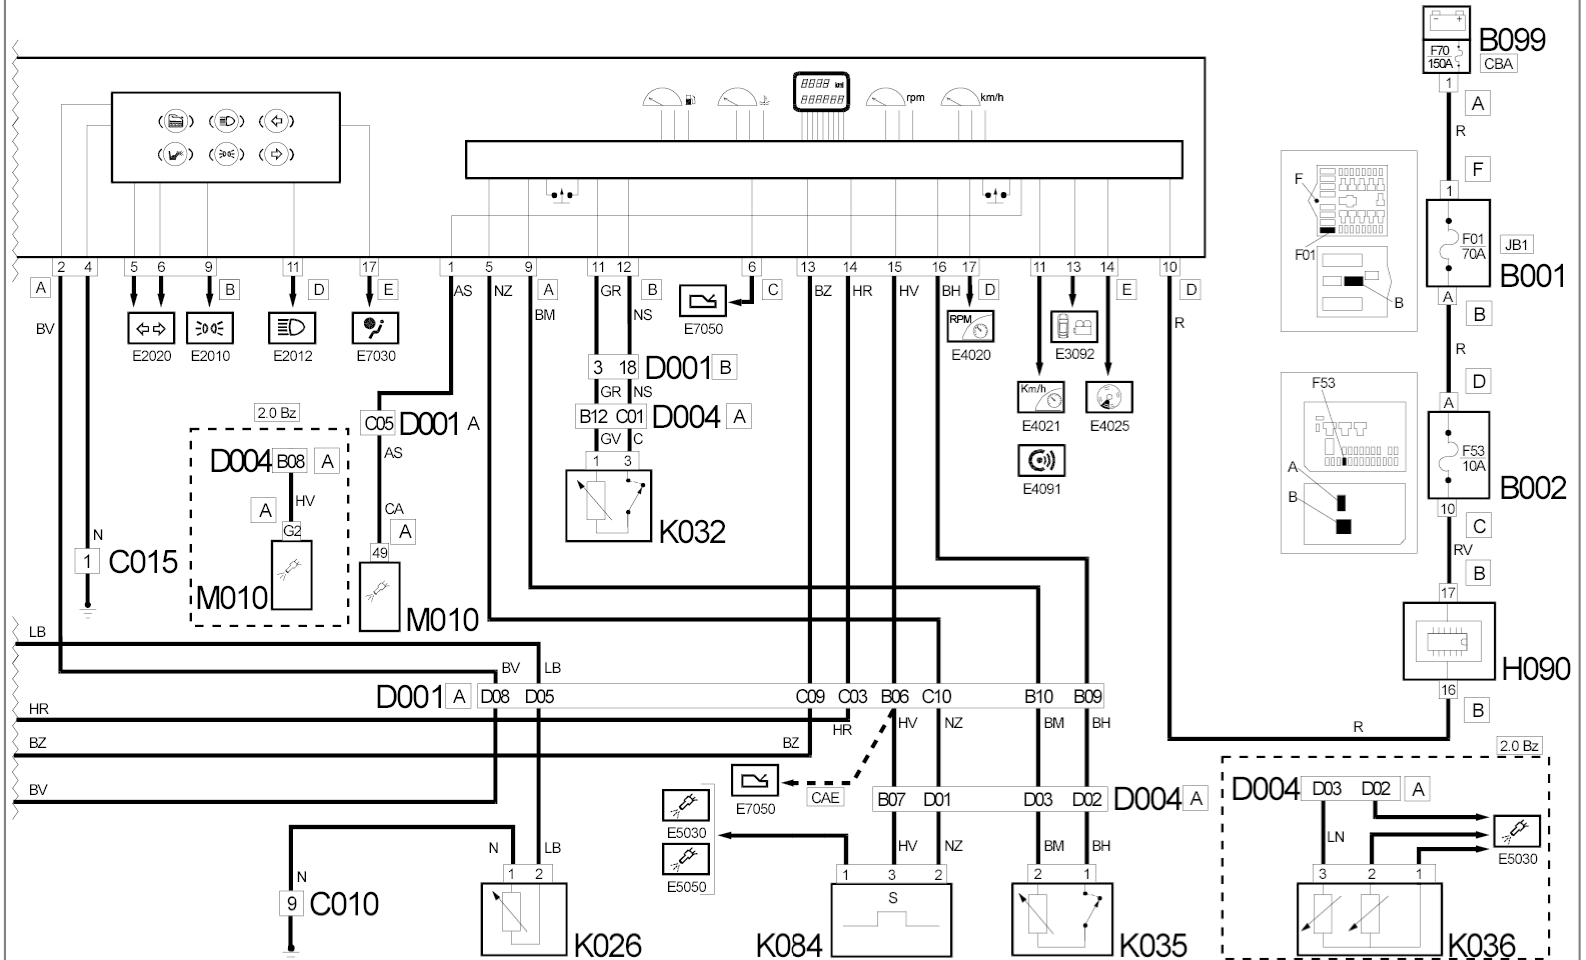 B099
F70
150A
CBA
1
A
R
F
1
F
F01
F01
70A
JB1
B001
B
A
B
R
D
A
F53
F53
10A
B002
A
B
10
C
RV
B
17
H090
16
B
R
rpm
km/h
2 4 5 6 9 11 17 1 5 9 11 12 6 13 14 15 16 17 11 13 14 10
A B D E AS NZ A GR B C BZ HR HV BH D E D
BV BM NS R
E2020 E2010 E2012 E7030 E7050
RPM
E4020
E3092
Km/h
E4021
E4025
E4091
3 18 D001 B
GR NS
B12 C01 D004 A
GV C
1 3
K032
2.0 Bz
D004 B08 A
A HV
G2
M010
C05 D001 A
AS
CA
A
49
M010
N
1 C015
LB
BV LB
D001 A D08 D05 C09 C03 B06 C10 B10 B09
HR
HR HV NZ BM BH
BZ BZ
BV
E7050
CAE
B07 D01 D03 D02 D004 A
E5030
E5050
N LB
HV NZ BM BH
N
9 C010
1 2
K026
1 3 2
S
K084
2 1
K035
2.0 Bz
D004 D03 D02 A
LN
E5030
3 2 1
K036